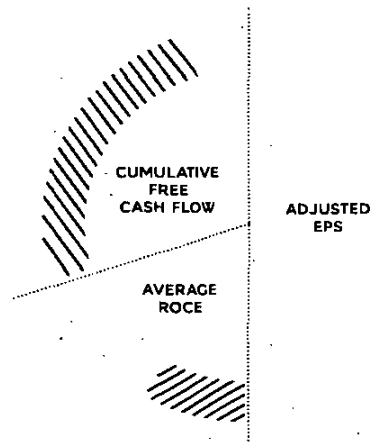 CUMULATIVE
FREE
CASH FLOW
ADJUSTED
EPS
AVERAGE
ROCE